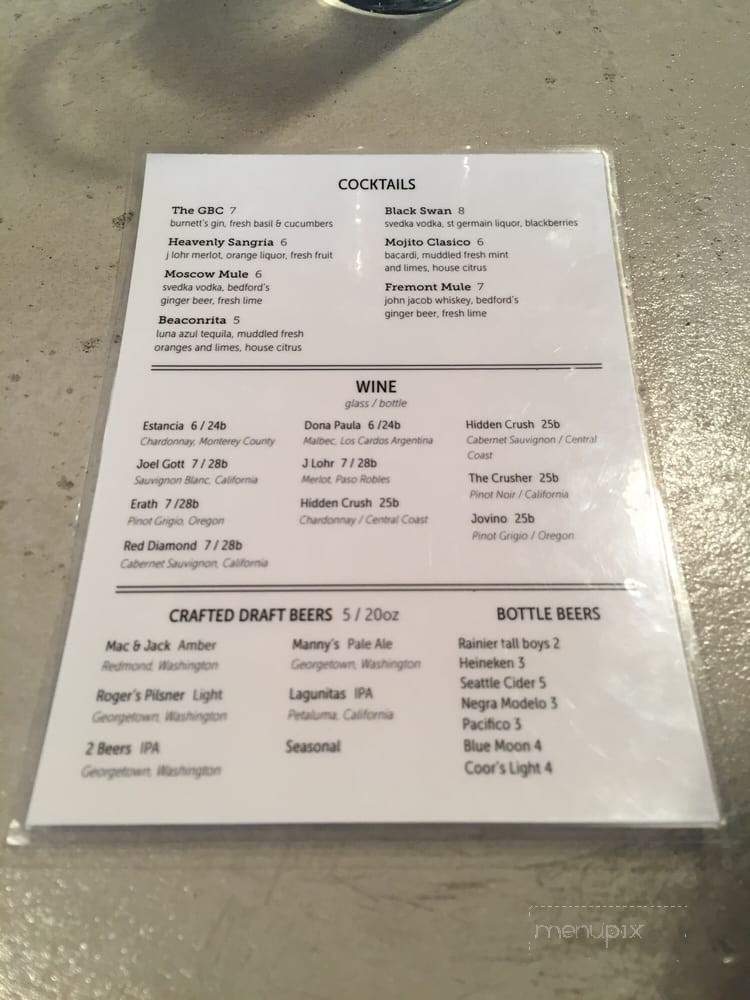 COCKTAILS
The GBC 7
burnett's gin, fresh basil & cucumbers
Heavenly Sangria 6
j lohr merlot, orange liquor, fresh fruit
Moscow Mule 6
svedka vodka, bedford's
ginger beer, fresh lime
Beaconrita 5
luna azul tequila, muddled fresh
oranges and limes, house citrus
Black Swan 8
svedka vodka, st germain liquor, blackberries
Mojito Clasico 6
bacardi, muddled fresh mint
and limes, house citrus
Fremont Mule 7
john jacob whiskey, bedford's
ginger beer, fresh lime
WINE
glass / bottle
Estancia 6 / 24b
Chardonnay, Monterey County
Joel Gott 7 / 28b
Sauvignon Blanc, California
Erath 7 /28b
Pinot Grigio, Oregon
Red Diamond 7 / 28b
Cabernet Sauvignon, California
Dona Paula 6 /24b
Malbec, Los Cardos Argentina
J Lohr 7 / 28b
Merlot, Paso Robles
Hidden Crush 25b
Chardonnay / Central Coast
Hidden Crush 25b
Cabernet Sauvignon / Central
Coast
The Crusher 25b
Pinot Noir / California
Jovino 25b
Pinot Grigio / Oregon
CRAFTED DRAFT BEERS 5 / 20oz
Mac & Jack Amber
Redmond, Washington
Roger's Pilsner Light
Georgetown, Washington
2 Beers IPA
Georgetown, Washington
Manny's Pale Ale
Georgetown, Washington
Lagunitas IPA
Petaluma, California
Seasonal
BOTTLE BEERS
Rainier tall boys 2
Heineken 3
Seattle Cider 5
Negra Modelo 3
Pacifico 3
Blue Moon 4
Coor's Light 4
menupix